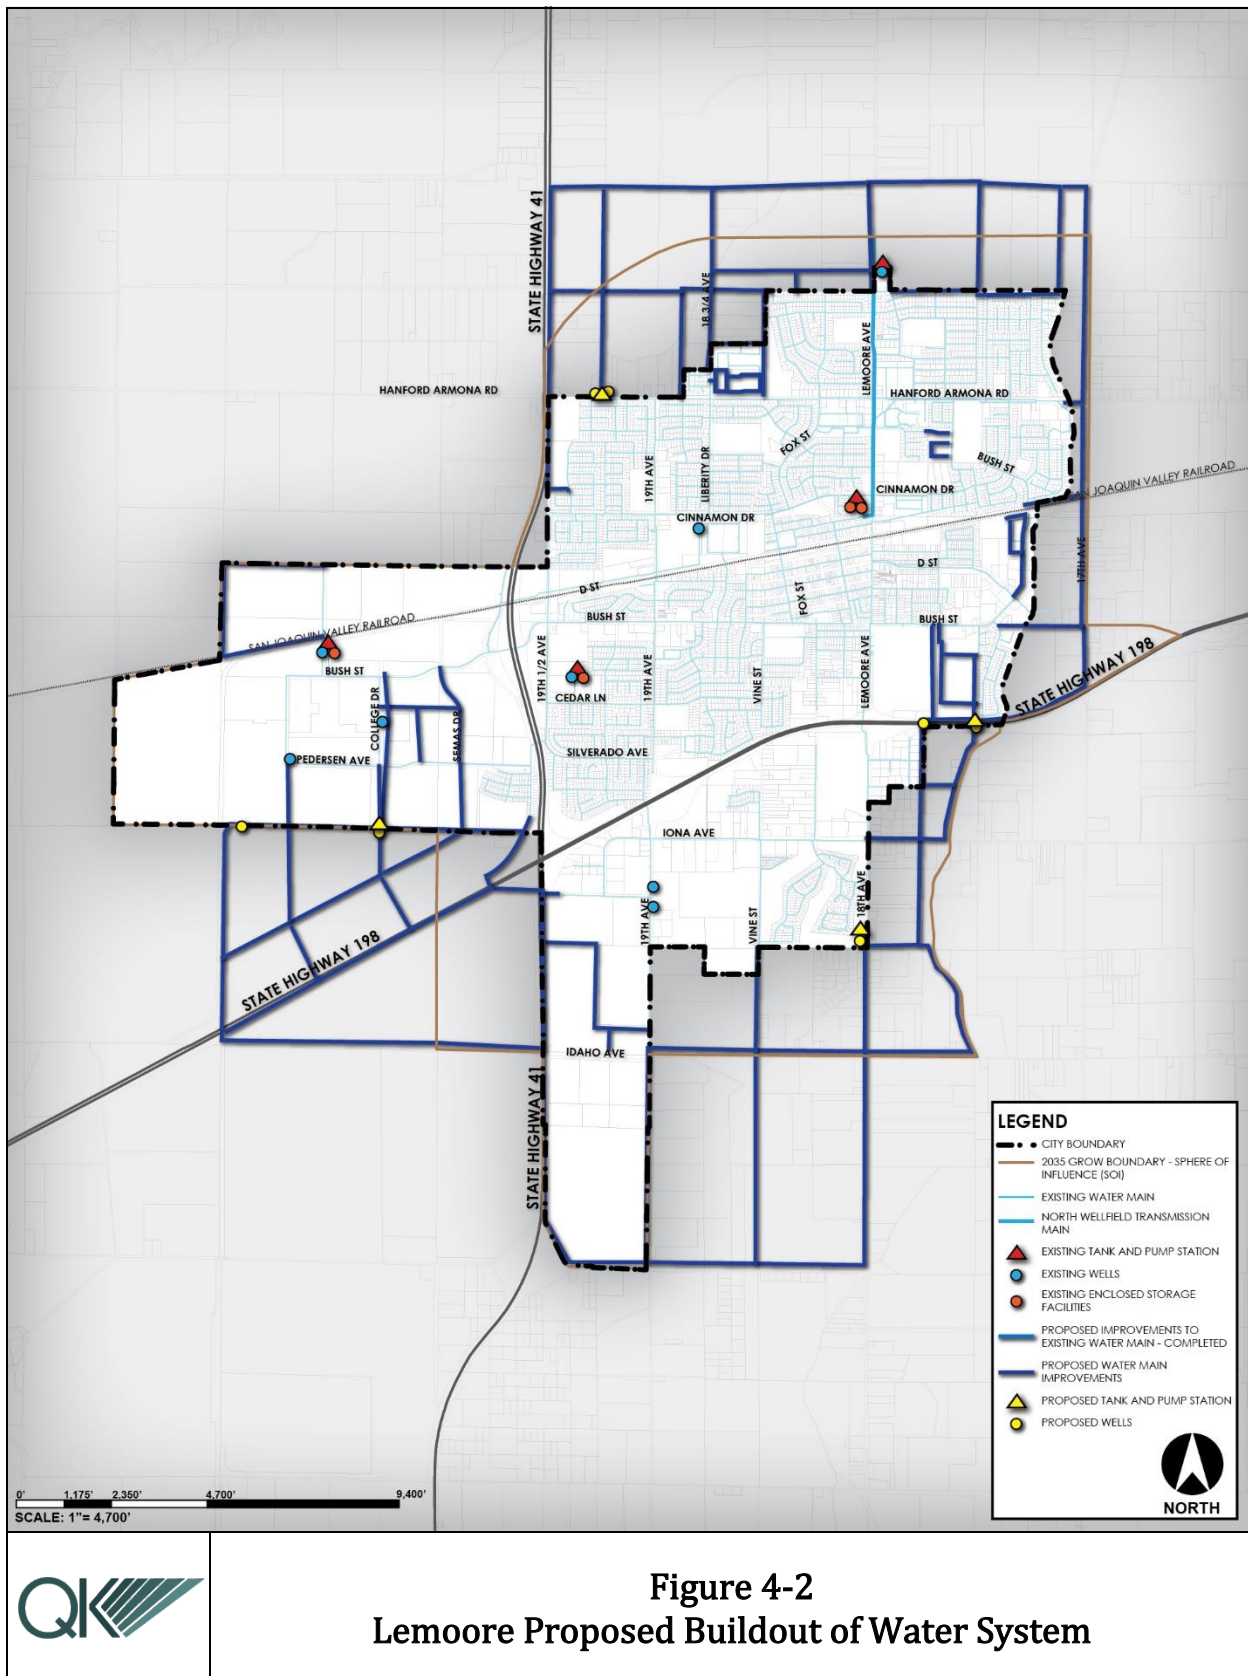 STATE HIGHWAY 41
18 3/4 AVE
LEMOORE AVE
HANFORD ARMONA RD
HANFORD ARMONA RD
FOX ST
BUSH ST
19TH AVE
LIBERITY DR
CINNAMON DR
CINNAMON DR
SAN JOAQUIN VALLEY RAILROAD
D ST
D ST
17TH AVE
FOX ST
BUSH ST
BUSH ST
SAN JOAQUIN VALLEY RAILROAD
BUSH ST
19TH 1/2 AVE
19TH AVE
CEDAR LN
VINE ST
LEMOORE AVE
STATE HIGHWAY 198
COLLEGE DR
SEMAS DR
PEDERSEN AVE
SILVERADO AVE
IONA AVE
19TH AVE
VINE ST
18TH AVE
STATE HIGHWAY 198
IDAHO AVE
STATE HIGHWAY 41
LEGEND
CITY BOUNDARY
2035 GROW BOUNDARY - SPHERE OF
INFLUENCE (SOI)
EXISTING WATER MAIN
NORTH WELLFIELD TRANSMISSION
MAIN
EXISTING TANK AND PUMP STATION
EXISTING WELLS
EXISTING ENCLOSED STORAGE
FACILITIES
PROPOSED IMPROVEMENTS TO
EXISTING WATER MAIN - COMPLETED
PROPOSED WATER MAIN
IMPROVEMENTS
PROPOSED TANK AND PUMP STATION
PROPOSED WELLS
NORTH
0' 1,175' 2,350' 4,700' 9,400'
SCALE: 1"= 4,700'
QK
Figure 4-2
Lemoore Proposed Buildout of Water System